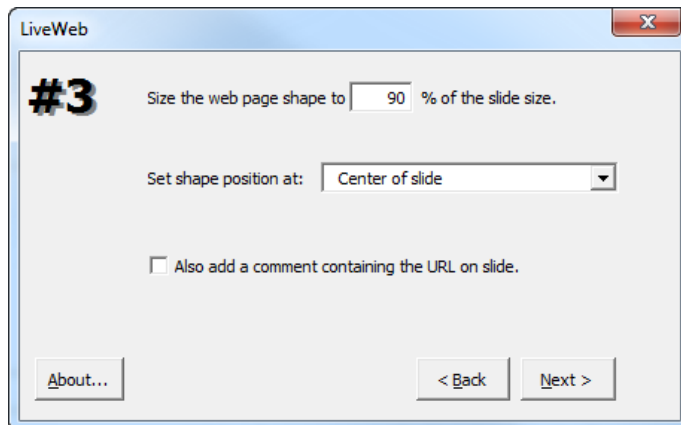 LiveWeb
#3
Size the web page shape to 90 % of the slide size.
Set shape position at: Center of slide
Also add a comment containing the URL on slide.
About... < Back Next >